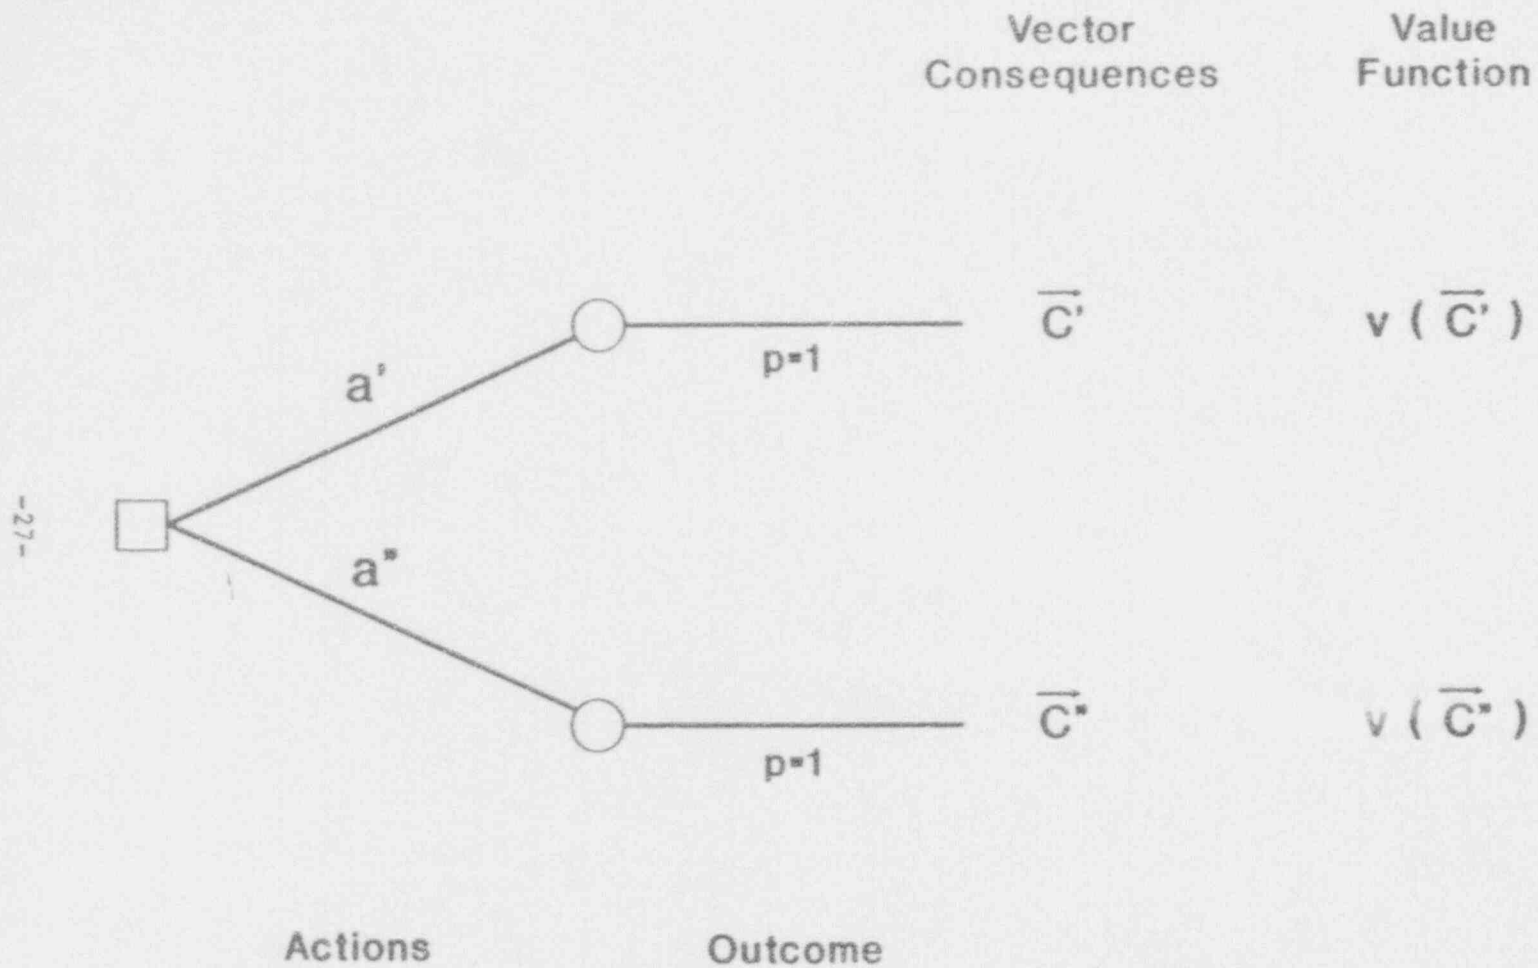 Vector Consequences
Value Function
a'
p=1
C⃗'
v ( C⃗' )
-27-
a"
p=1
C⃗"
v ( C⃗" )
Actions
Outcome